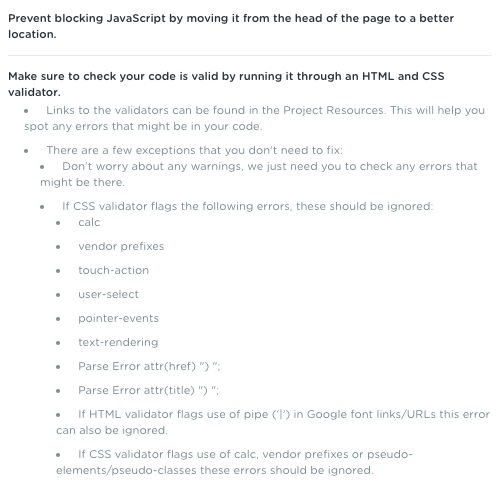 Prevent blocking JavaScript by moving it from the head of the page to a better
location.
Make sure to check your code is valid by running it through an HTML and CSS
validator.
• Links to the validators can be found in the Project Resources. This will help you
spot any errors that might be in your code.
• There are a few exceptions that you don't need to fix:
• Don't worry about any warnings, we just need you to check any errors that
might be there.
• If CSS validator flags the following errors, these should be ignored:
• calc
• vendor prefixes
• touch-action
• user-select
• pointer-events
• text-rendering
• Parse Error attr(href) ") ";
• Parse Error attr(title) ") ";
• If HTML validator flags use of pipe ('|') in Google font links/URLs this error
can also be ignored.
• If CSS validator flags use of calc, vendor prefixes or pseudo-
elements/pseudo-classes these errors should be ignored.